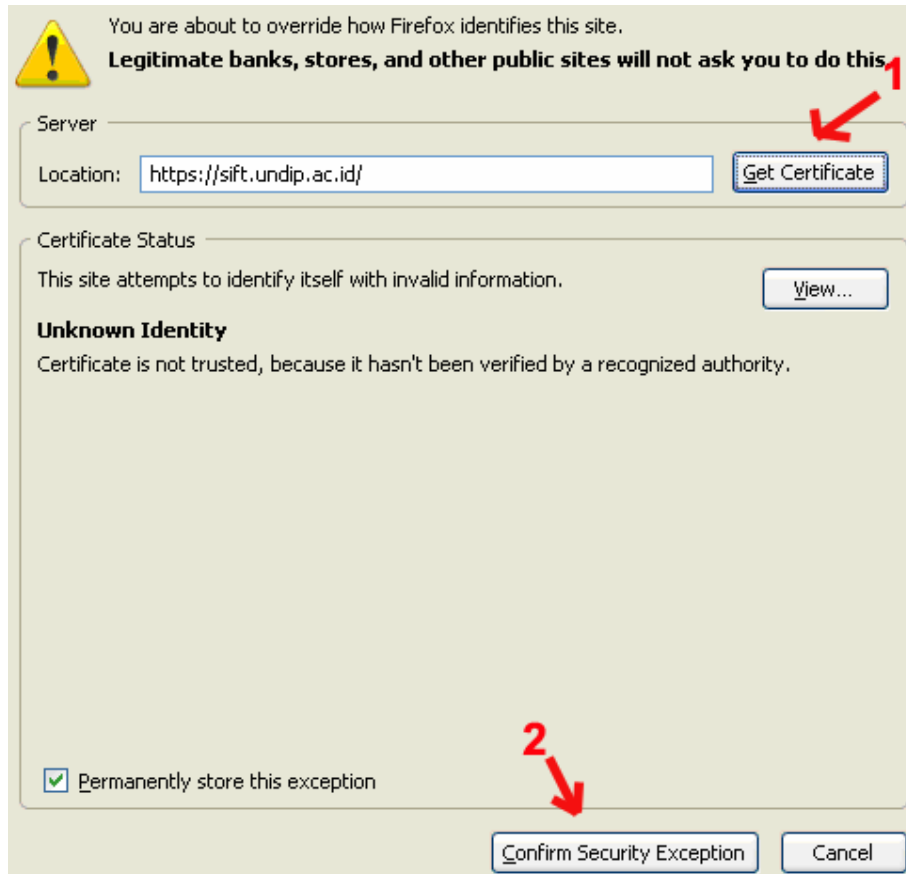 You are about to override how Firefox identifies this site.
Legitimate banks, stores, and other public sites will not ask you to do this.
1
Server
Location: https://sift.undip.ac.id/ Get Certificate
Certificate Status
This site attempts to identify itself with invalid information. View...
Unknown Identity
Certificate is not trusted, because it hasn't been verified by a recognized authority.
2
Permanently store this exception
Confirm Security Exception Cancel